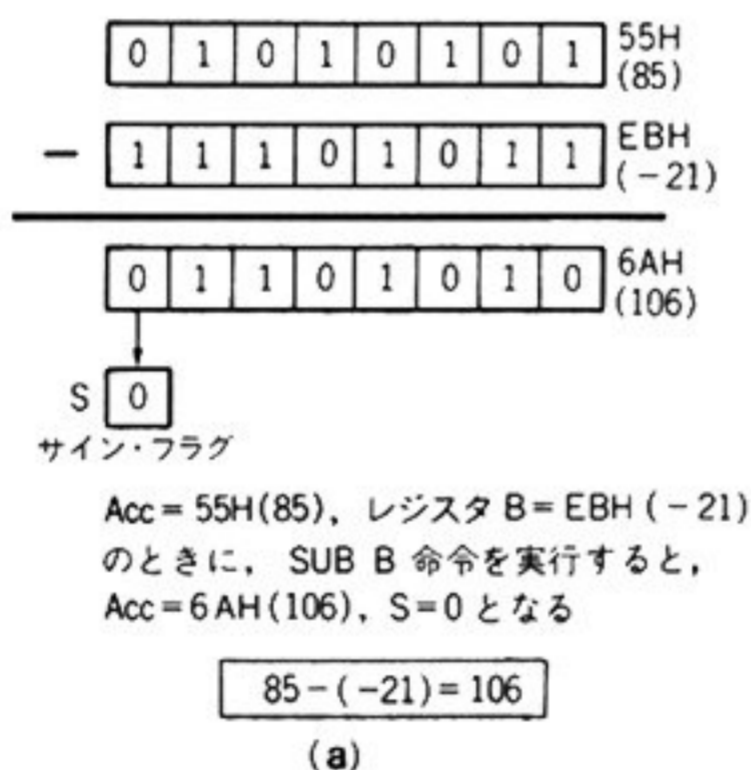 0 1 0 1 0 1 0 1 55H
(85)
− 1 1 1 0 1 0 1 1 EBH
(−21)
0 1 1 0 1 0 1 0 6AH
(106)
S 0
サイン・フラグ
Acc=55H(85), レジスタB=EBH(−21)
のときに, SUB B 命令を実行すると,
Acc=6AH(106), S=0となる
85−(−21)=106
(a)